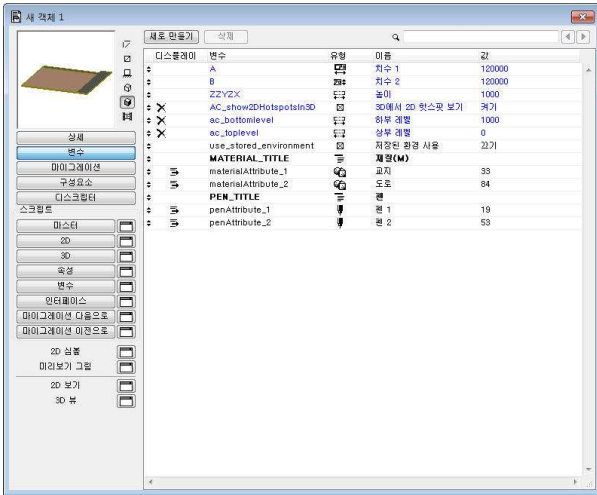 새 객체 1
새로 만들기 삭제
디스플레이 변수 유형 이름 값
A 치수 1 120000
B 치수 2 120000
ZZYZX 높이 1000
AC_show2DHotspotsIn3D 3D에서 2D 핫스팟 보기 켜기
ac_bottomlevel 하부 레벨 1000
ac_toplevel 상부 레벨 0
use_stored_environment 저장된 환경 사용 끄기
MATERIAL_TITLE 재질(M)
materialAttribute_1 교지 33
materialAttribute_2 도로 84
PEN_TITLE 펜
penAttribute_1 펜 1 19
penAttribute_2 펜 2 53
상세
변수
마이그레이션
구성요소
디스크립터
스크립트
마스터
2D
3D
속성
변수
인터페이스
마이그레이션 다음으로
마이그레이션 이전으로
2D 심볼
미리보기 그림
2D 보기
3D 뷰